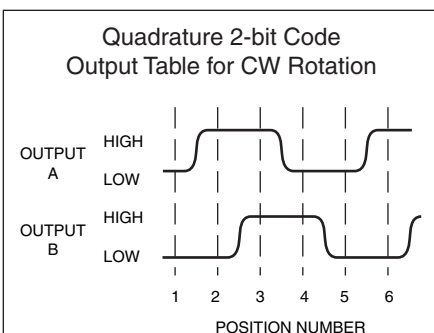 Quadrature 2-bit Code
Output Table for CW Rotation
OUTPUT A
HIGH
LOW
OUTPUT B
HIGH
LOW
1 2 3 4 5 6
POSITION NUMBER